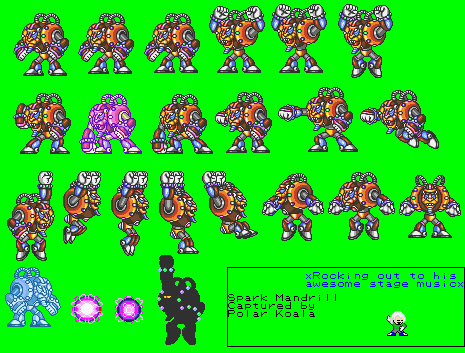 xRocking out to his
awesome stage musicx
Spark Mandrill
Captured by
Polar Koala